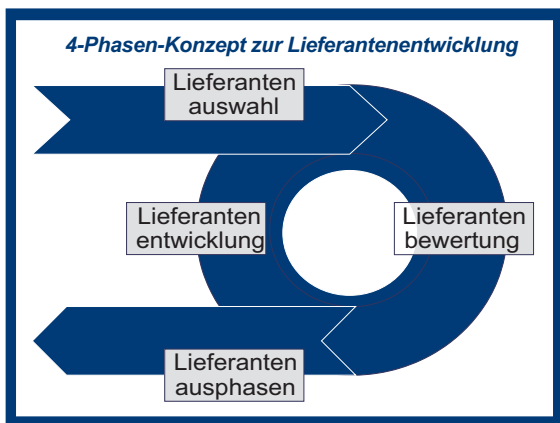 4-Phasen-Konzept zur Lieferantenentwicklung
Lieferanten
auswahl
Lieferanten
entwicklung
Lieferanten
bewertung
Lieferanten
ausphasen